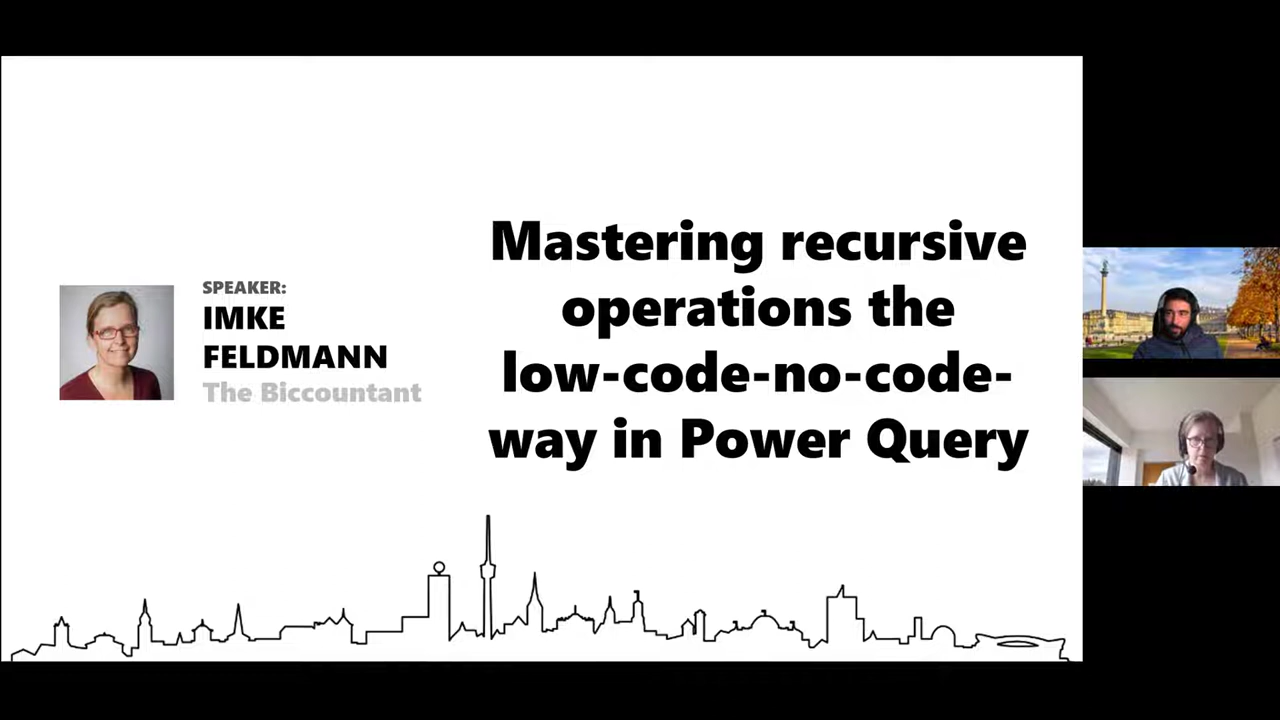 SPEAKER:
IMKE
FELDMANN
The Biccountant
Mastering recursive
operations the
low-code-no-code-
way in Power Query